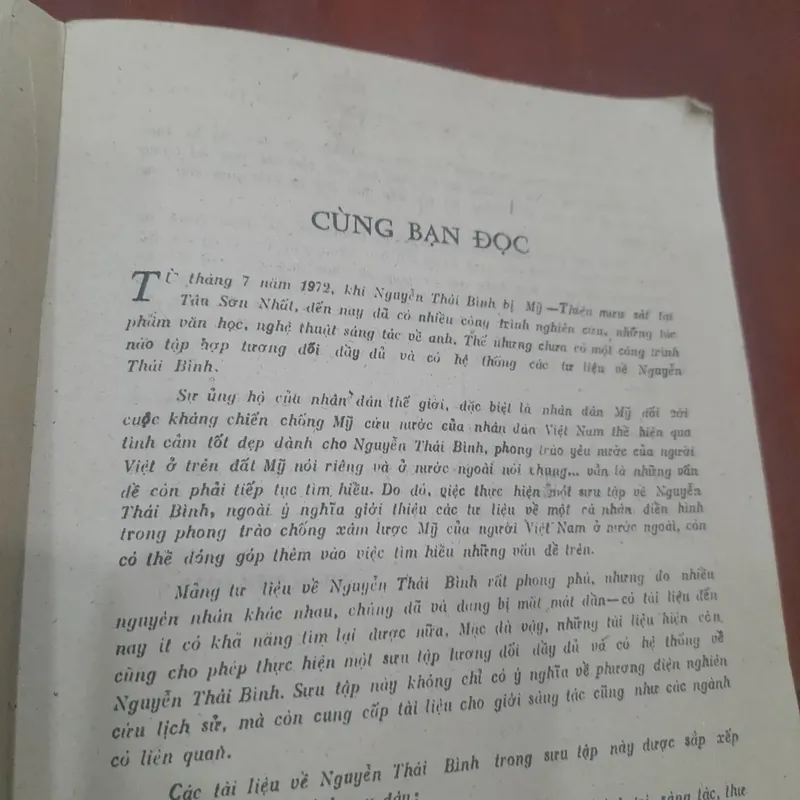 CÙNG BẠN ĐỌC
TỪ tháng 7 năm 1972, khi Nguyễn Thái Bình bị Mỹ—Thiệu mưu sát tại
Tân Sơn Nhất, đến nay đã có nhiều công trình nghiên cứu, những tác
phẩm văn học, nghệ thuật sáng tác về anh. Thế nhưng chưa có một công trình
nào tập hợp tương đối đầy đủ và có hệ thống các tư liệu về Nguyễn
Thái Bình.
Sự ủng hộ của nhân dân thế giới, đặc biệt là nhân dân Mỹ đối với
cuộc kháng chiến chống Mỹ cứu nước của nhân dân Việt Nam thể hiện qua
tình cảm tốt đẹp dành cho Nguyễn Thái Bình, phong trào yêu nước của người
Việt ở trên đất Mỹ nói riêng và ở nước ngoài nói chung... vẫn là những vấn
đề còn phải tiếp tục tìm hiểu. Do đó, việc thực hiện một sưu tập về Nguyễn
Thái Bình, ngoài ý nghĩa giới thiệu các tư liệu về một cá nhân điển hình
trong phong trào chống xâm lược Mỹ của người Việt Nam ở nước ngoài, còn
có thể đóng góp thêm vào việc tìm hiểu những vấn đề trên.
Mảng tư liệu về Nguyễn Thái Bình rất phong phú, nhưng do nhiều
nguyên nhân khác nhau, chúng đã và đang bị mất mát dần—có tài liệu đến
nay ít có khả năng tìm lại được nữa. Mặc dù vậy, những tài liệu hiện còn
cũng cho phép thực hiện một sưu tập tương đối đầy đủ và có hệ thống về
Nguyễn Thái Bình. Sưu tập này không chỉ có ý nghĩa về phương diện nghiên
cứu lịch sử, mà còn cung cấp tài liệu cho giới sáng tác cũng như các ngành
có liên quan.
Các tài liệu về Nguyễn Thái Bình trong sưu tập này được sắp xếp
sáng tác, thư